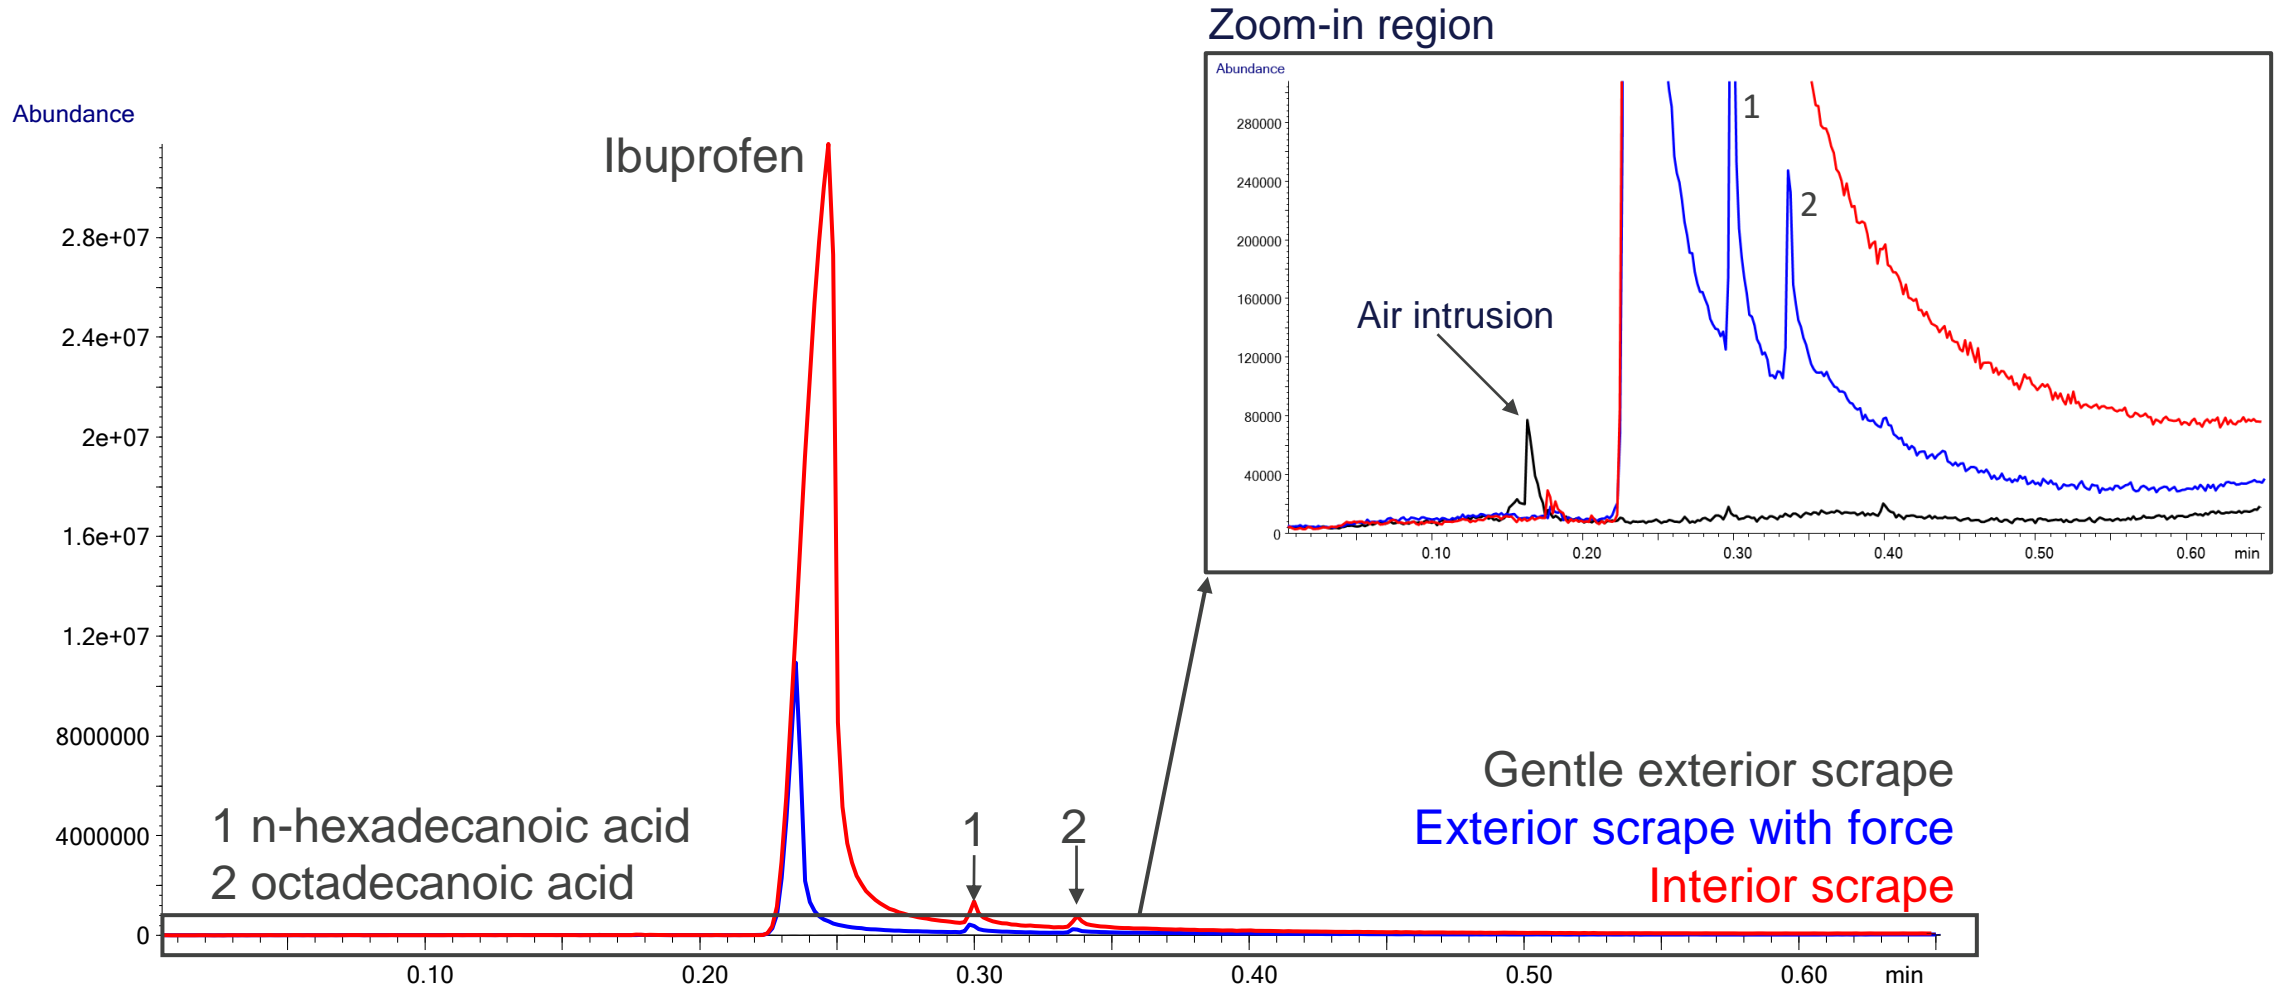 Zoom-in region
Abundance
280000
240000
200000
160000
120000
80000
40000
0
0.10 0.20 0.30 0.40 0.50 0.60 min
1
2
Air intrusion
Abundance
Ibuprofen
2.8e+07
2.4e+07
2e+07
1.6e+07
1.2e+07
8000000
4000000
0
1 n-hexadecanoic acid
2 octadecanoic acid
1
2
Gentle exterior scrape
Exterior scrape with force
Interior scrape
0.10 0.20 0.30 0.40 0.50 0.60 min